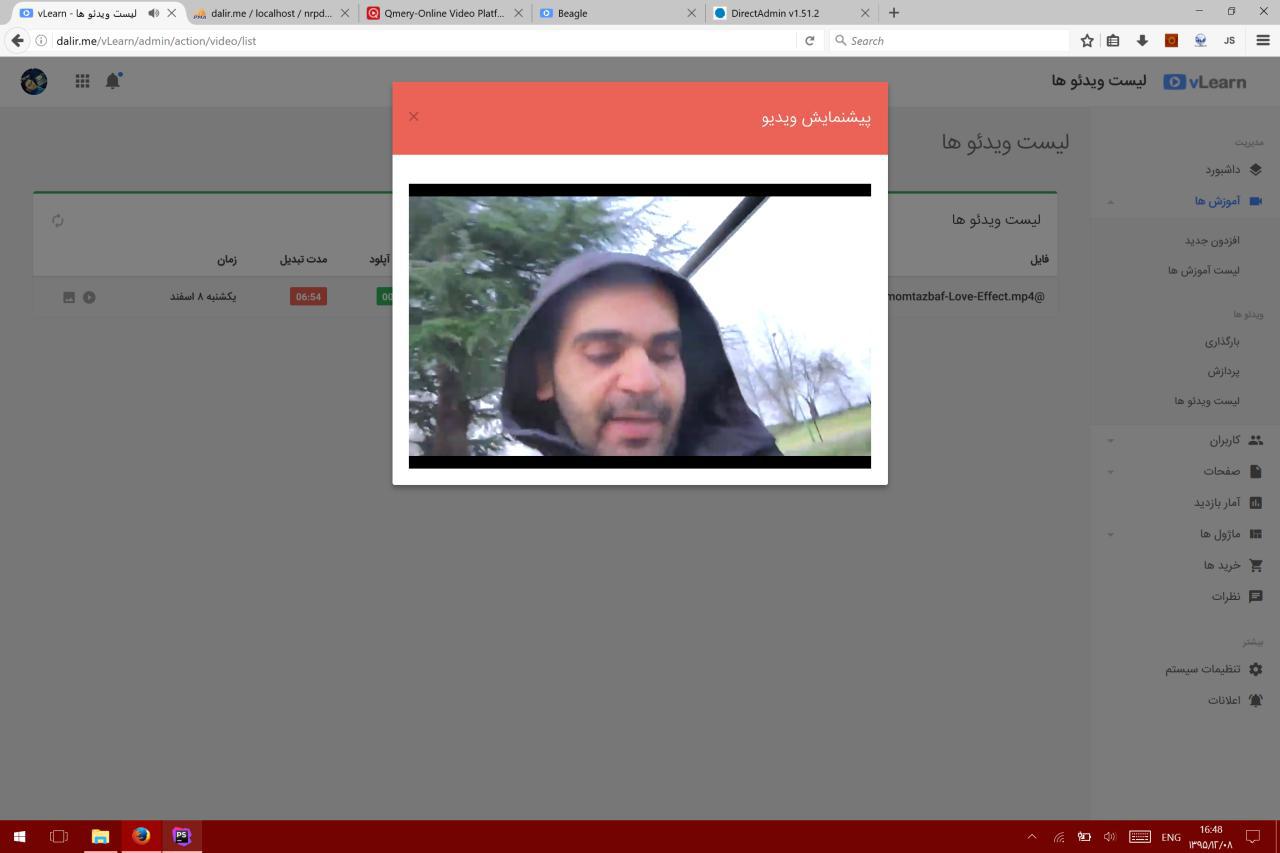 لیست ویدئو ها - vLearn
dalir.me / localhost / nrpd...
Qmery-Online Video Platf...
Beagle
DirectAdmin v1.51.2
dalir.me/vLearn/admin/action/video/list
Search
JS
vLearn
لیست ویدئو ها
پیشنمایش ویدیو
×
لیست ویدئو ها
مدیریت
داشبورد
آموزش ها
افزدون جدید
لیست آموزش ها
ویدئو ها
بارگذاری
پردازش
لیست ویدئو ها
کاربران
صفحات
آمار بازدید
ماژول ها
خرید ها
نظرات
بیشتر
تنظیمات سیستم
اعلانات
لیست ویدئو ها
فایل
آپلود
مدت تبدیل
زمان
momtazbaf-Love-Effect.mp4@
00
06:54
یکشنبه ۸ اسفند
PS
ENG
16:48
۱۳۹۵/۱۲/۰۸